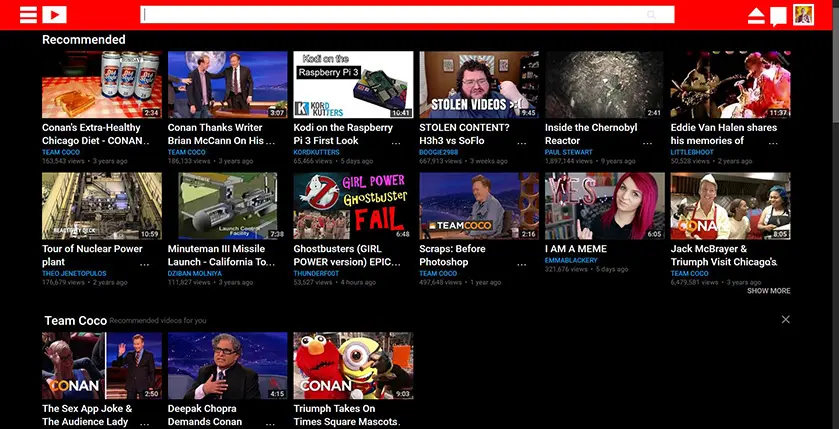 Recommended
Kodi on the
Raspberry Pi 3
KORD
KUTTERS
STOLEN VIDEOS >:(
2:34
3:07
10:41
9:45
2:41
11:37
Conan's Extra-Healthy
Chicago Diet - CONAN...
TEAM COCO
163,543 views • 3 years ago
Conan Thanks Writer
Brian McCann On His ...
TEAM COCO
186,133 views • 3 years ago
Kodi on the Raspberry
Pi 3 First Look ...
KORDKUTTERS
65,466 views • 5 days ago
STOLEN CONTENT?
H3h3 vs SoFlo
BOOGIE2988
667,913 views • 3 weeks ago
Inside the Chernobyl
Reactor ...
PAUL STEWART
1,897,144 views • 9 years ago
Eddie Van Halen shares
his memories of ...
LITTLEBHOOT
50,528 views • 2 years ago
REACTIVITY DECK
10:59
Launch Control
Facility
7:38
GIRL POWER
GHOSTBUSTER
FAIL
6:48
TEAMCOCO
2:16
YES
6:05
CONAN
8:05
Tour of Nuclear Power
plant ...
THEO JENETOPULOS
176,679 views • 2 years ago
Minuteman III Missile
Launch - California To...
DZIBAN MOLNIYA
111,827 views • 3 years ago
Ghostbusters (GIRL
POWER version) EPIC...
THUNDERF00T
53,527 views • 4 hours ago
Scraps: Before
Photoshop ...
TEAM COCO
497,648 views • 1 year ago
I AM A MEME
EMMABLACKERY
321,676 views • 5 days ago
Jack McBrayer &
Triumph Visit Chicago's
TEAM COCO
6,479,581 views • 3 years ago
SHOW MORE
Team Coco Recommended videos for you
CONAN
2:50
4:15
CONAN
9:03
The Sex App Joke &
The Audience Lady ...
Deepak Chopra
Demands Conan ...
Triumph Takes On
Times Square Mascots